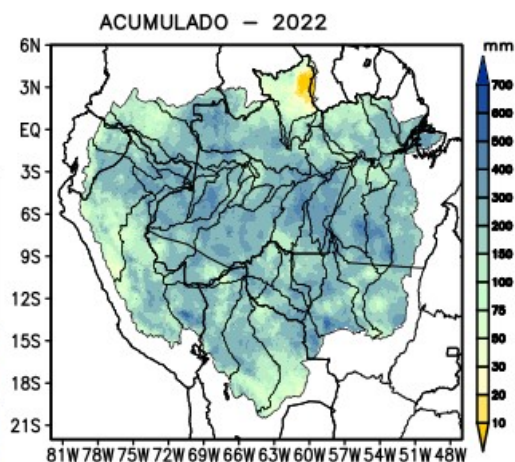 ACUMULADO – 2022
6N
3N
EQ
3S
6S
9S
12S
15S
18S
21S
81W 78W 75W 72W 69W 66W 63W 60W 57W 54W 51W 48W
mm
700
600
500
400
300
200
150
100
75
50
30
20
10